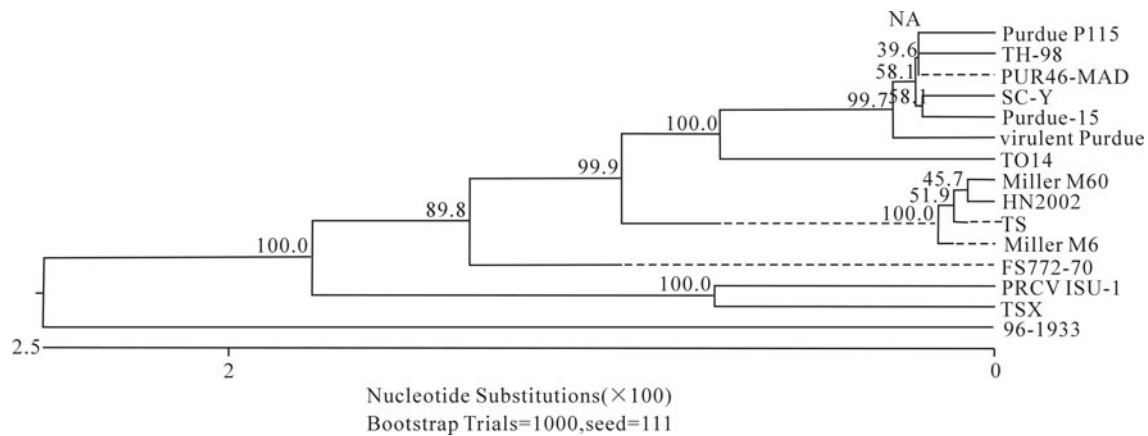 NA
Purdue P115
39.6
TH-98
58.1
PUR46-MAD
SC-Y
99.7
58.1
Purdue-15
100.0
virulent Purdue
TO14
99.9
45.7
Miller M60
51.9
HN2002
89.8
100.0
TS
100.0
Miller M6
FS772-70
100.0
PRCV ISU-1
TSX
96-1933
2.5
2
0
Nucleotide Substitutions(×100)
Bootstrap Trials=1000,seed=111